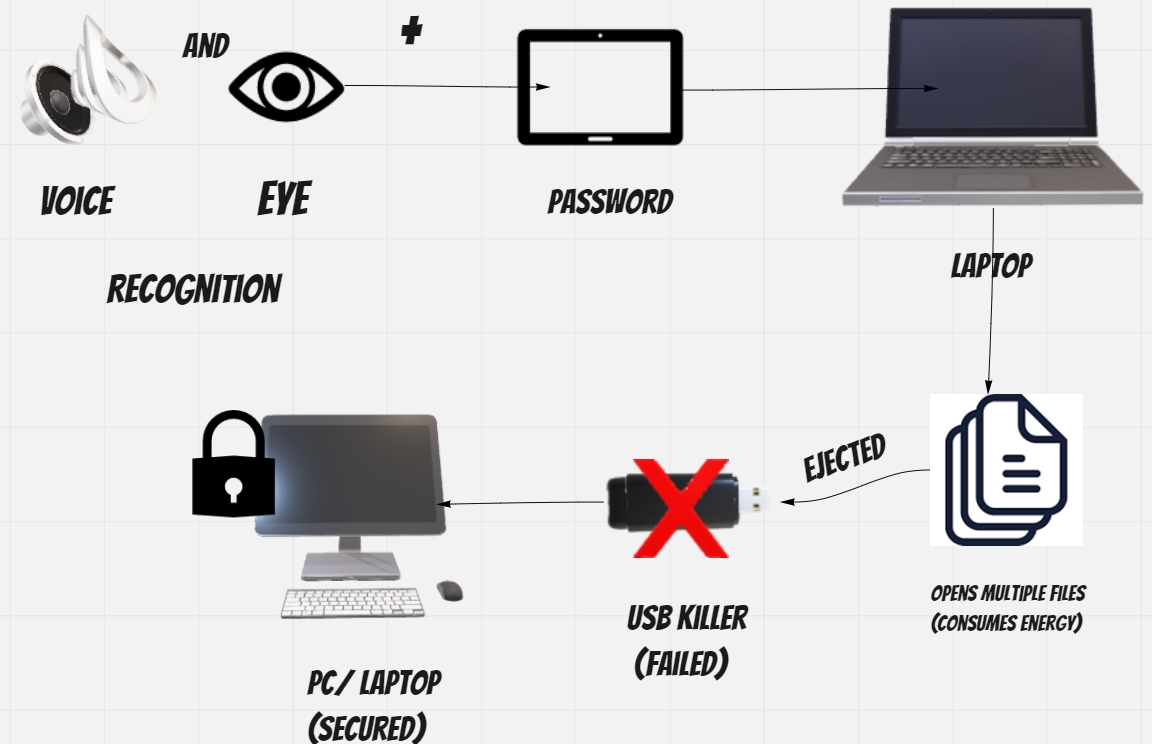 AND
+
VOICE
EYE
PASSWORD
RECOGNITION
LAPTOP
EJECTED
OPENS MULTIPLE FILES
(CONSUMES ENERGY)
USB KILLER
(FAILED)
PC/ LAPTOP
(SECURED)